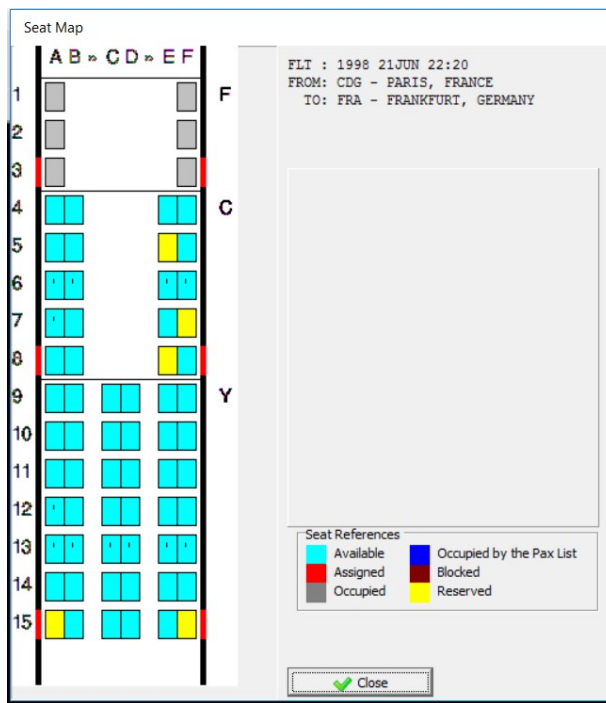 Seat Map
A B » C D » E F
FLT : 1998 21JUN 22:20
FROM: CDG - PARIS, FRANCE
TO: FRA - FRANKFURT, GERMANY
1 F
2
3
4 C
5
6
7
8
9 Y
10
11
12
13
14
15
Seat References
Available Occupied by the Pax List
Assigned Blocked
Occupied Reserved
Close